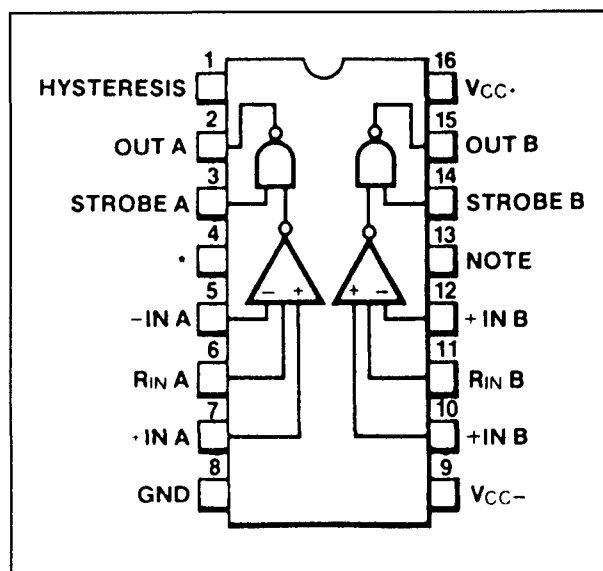 1
HYSTERESIS
2
OUT A
3
STROBE A
4
*
5
–IN A
6
RIN A
7
+IN A
8
GND
16
VCC+
15
OUT B
14
STROBE B
13
NOTE
12
+IN B
11
RIN B
10
+IN B
9
VCC–
– +
+ –